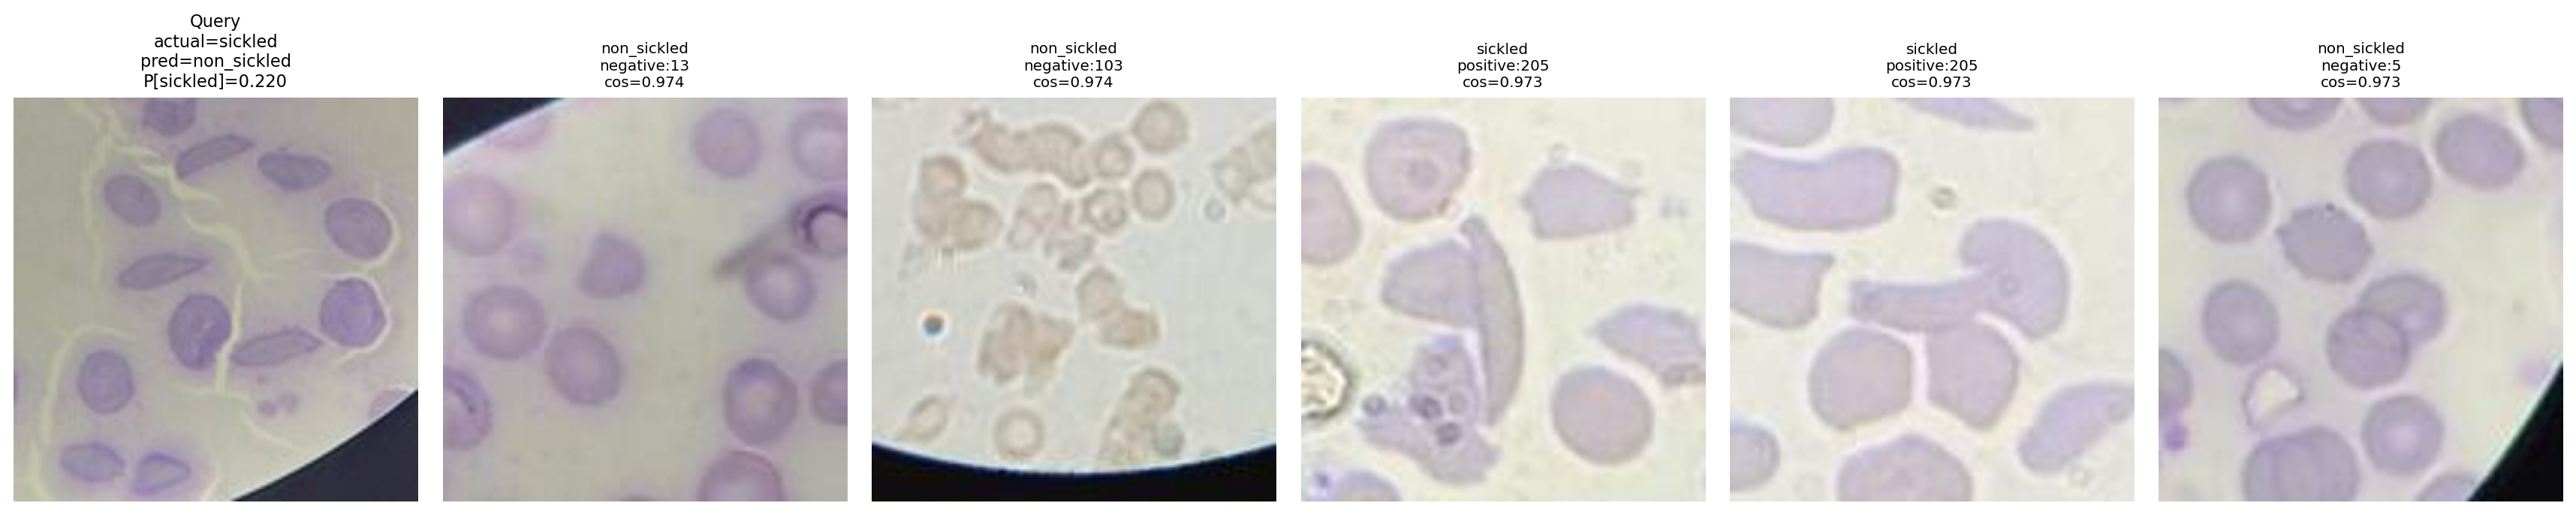 Query
actual=sickled
pred=non_sickled
P[sickled]=0.220
non_sickled
negative:13
cos=0.974
non_sickled
negative:103
cos=0.974
sickled
positive:205
cos=0.973
sickled
positive:205
cos=0.973
non_sickled
negative:5
cos=0.973